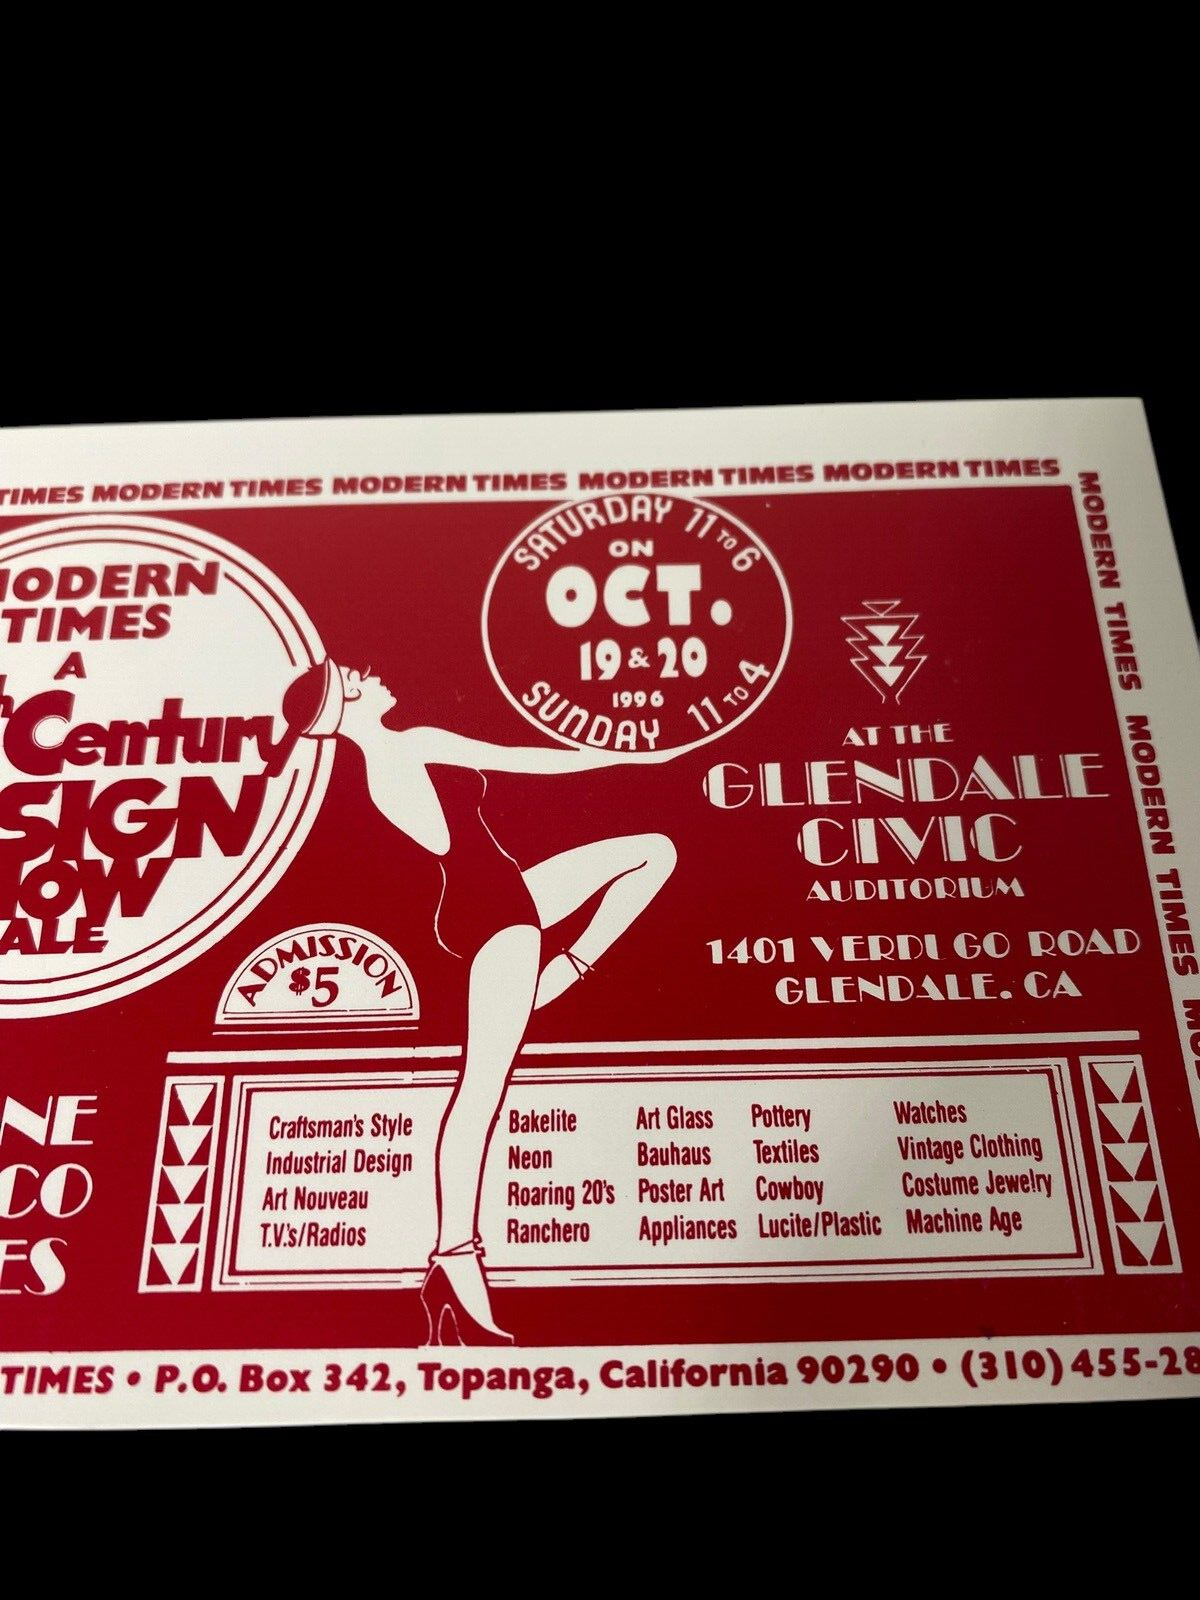 TIMES MODERN TIMES MODERN TIMES MODERN TIMES MODERN TIMES
MODERN TIMES MODERN TIMES
MODERN
TIMES
A
Century
SIGN
OW
ALE
SATURDAY 11 TO 6
ON
OCT.
19 & 20
1996
SUNDAY 11 TO 4
AT THE
GLENDALE
CIVIC
AUDITORIUM
1401 VERDUGO ROAD
GLENDALE. CA
ADMISSION
$5
NE
CO
ES
Craftsman's Style
Industrial Design
Art Nouveau
T.V.'s/Radios
Bakelite
Neon
Roaring 20's
Ranchero
Art Glass
Bauhaus
Poster Art
Appliances
Pottery
Textiles
Cowboy
Lucite/Plastic
Watches
Vintage Clothing
Costume Jewelry
Machine Age
TIMES • P.O. Box 342, Topanga, California 90290 • (310) 455-28